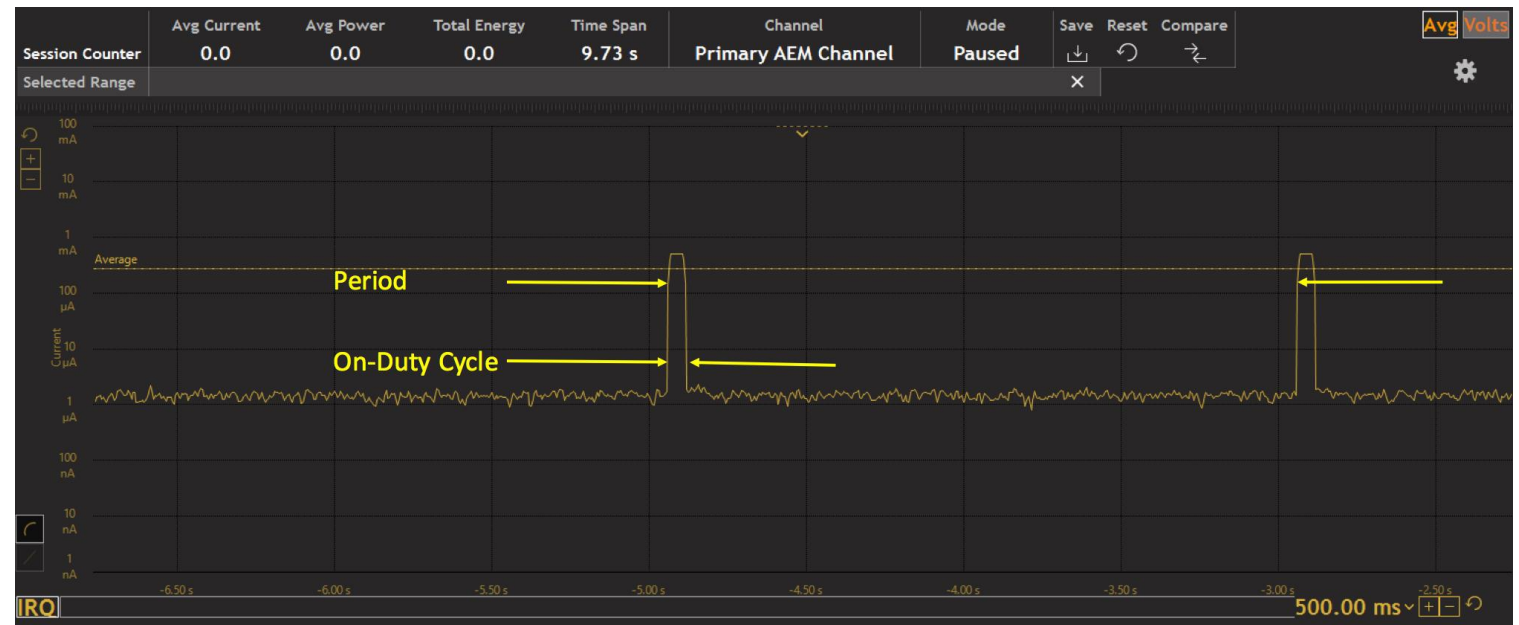 Avg Current Avg Power Total Energy Time Span Channel Mode Save Reset Compare Avg Volts
Session Counter 0.0 0.0 0.0 9.73 s Primary AEM Channel Paused
Selected Range
100
mA
10
mA
1
mA
Average
Period
100
µA
Current
10
µA
On-Duty Cycle
1
µA
100
nA
10
nA
1
nA
-6.50 s -6.00 s -5.50 s -5.00 s -4.50 s -4.00 s -3.50 s -3.00 s -2.50 s
IRQ 500.00 ms